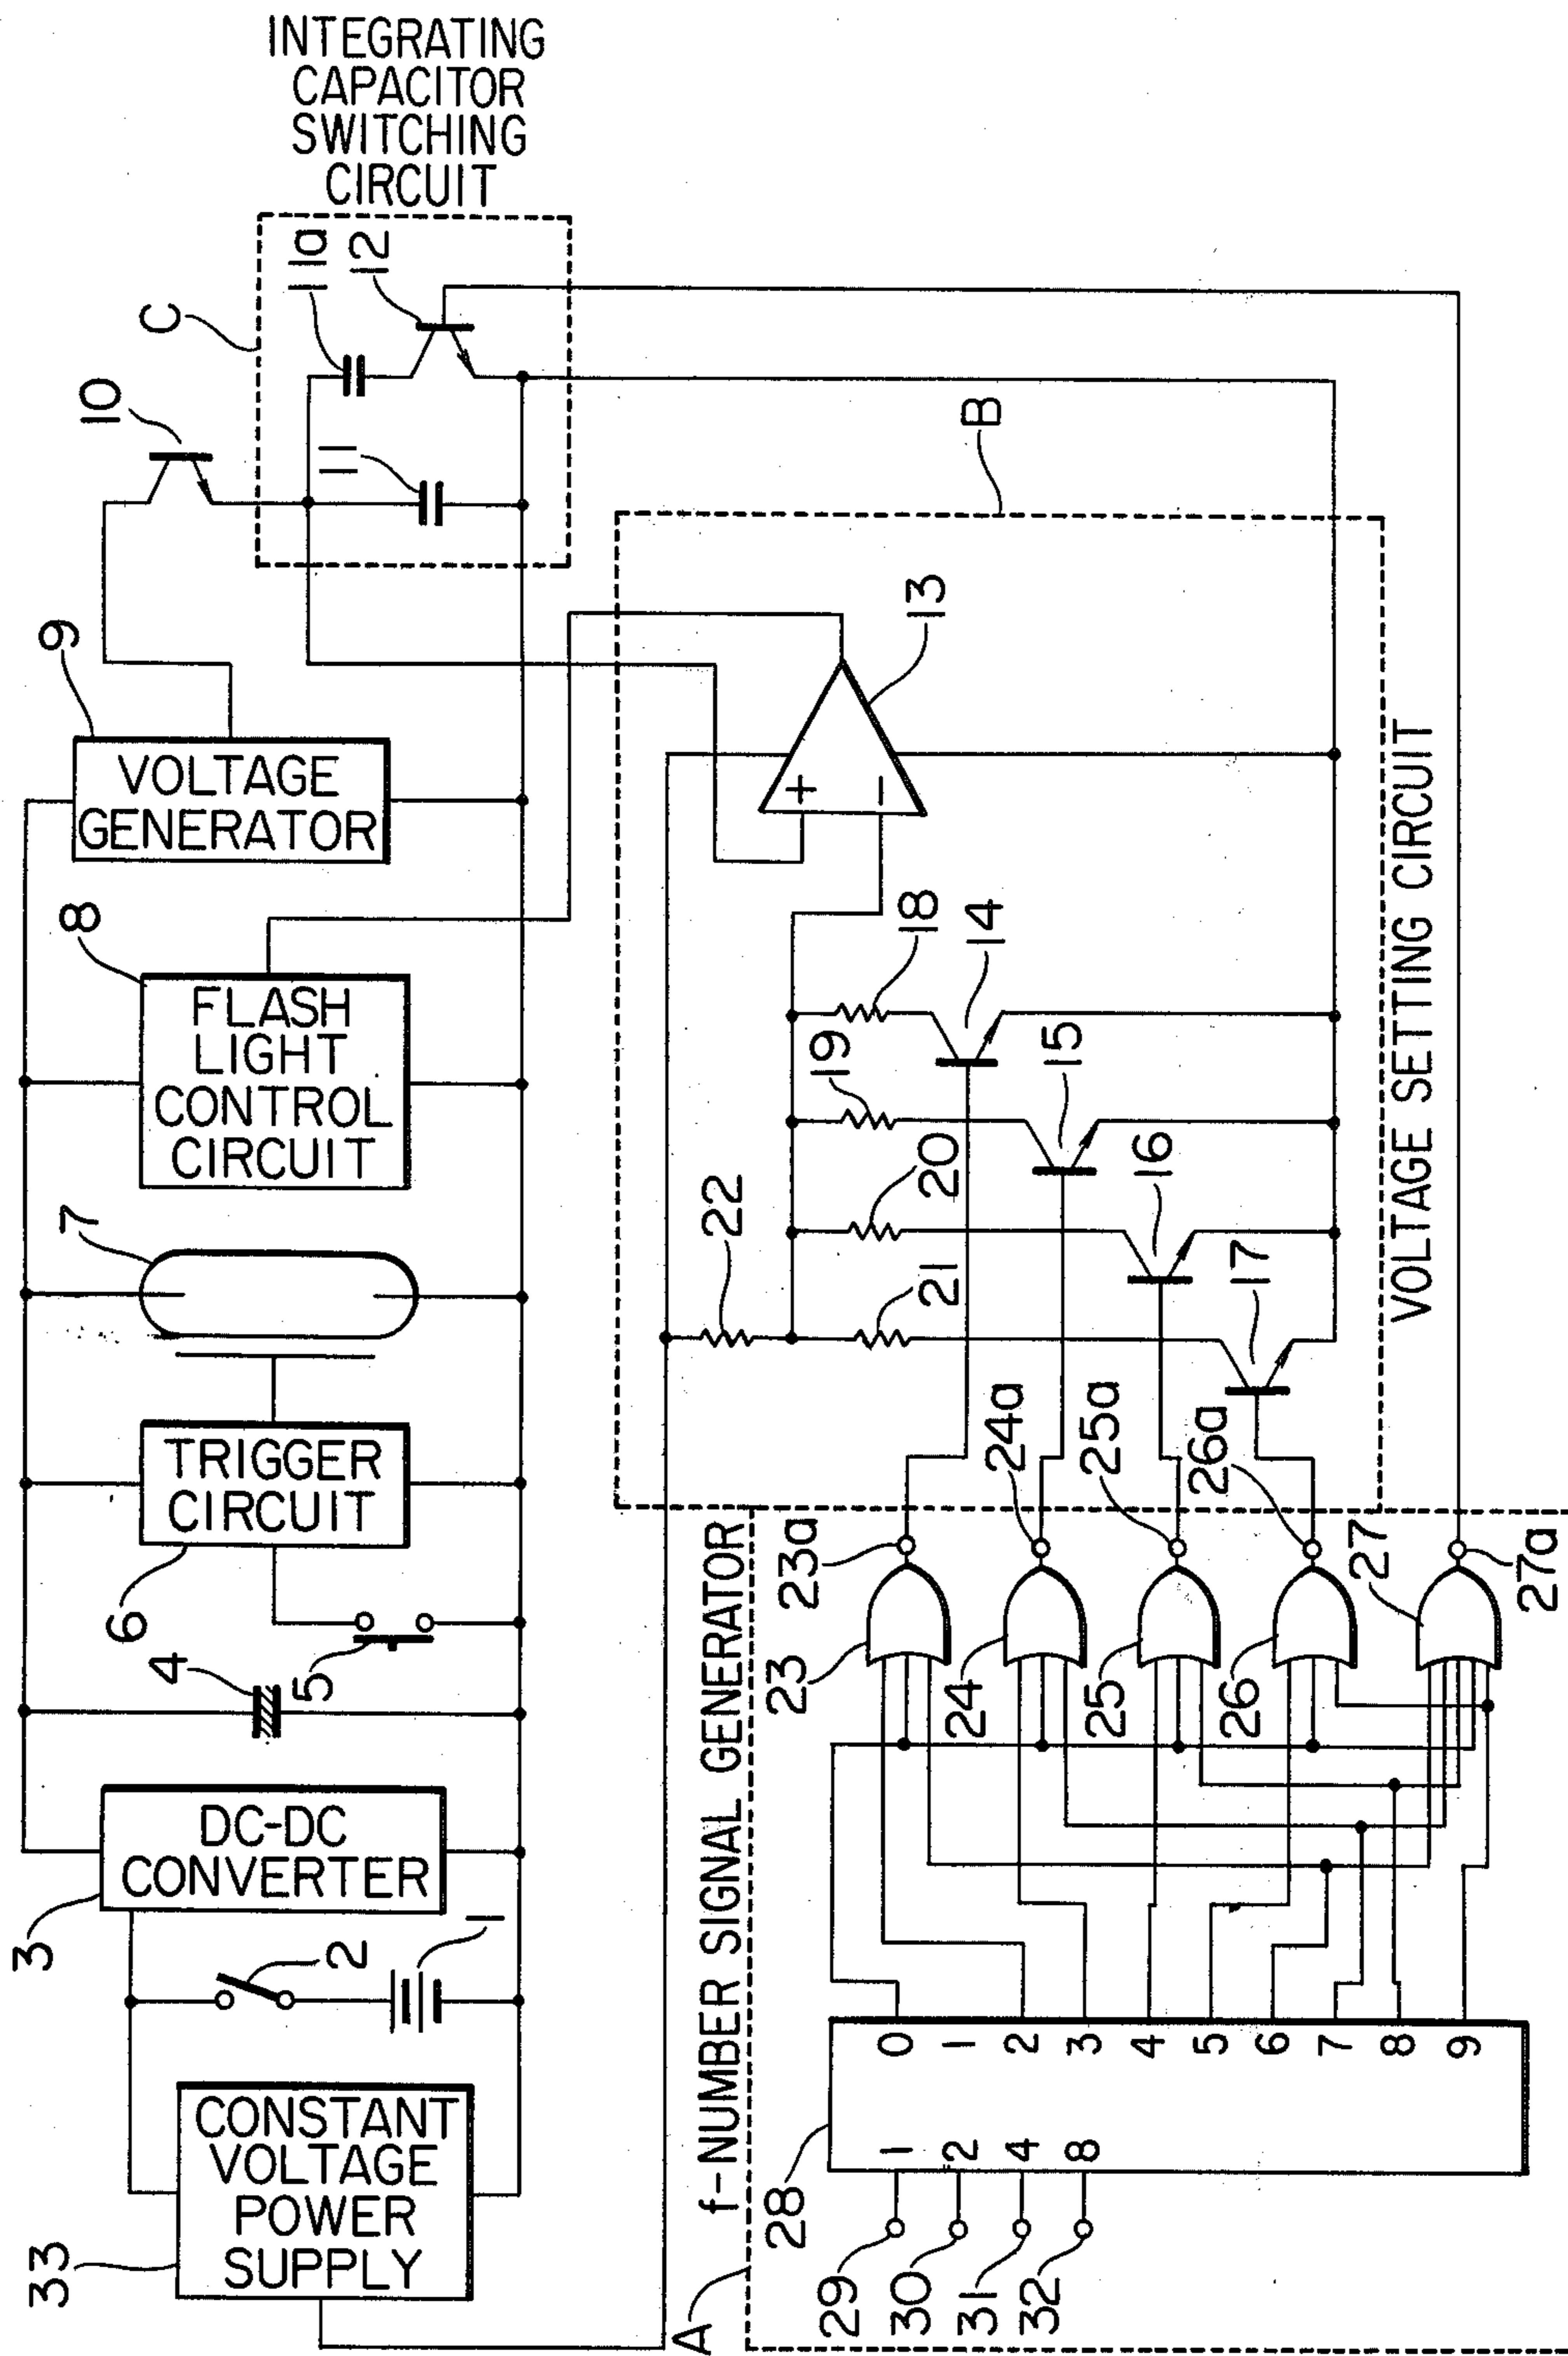 INTEGRATING
CAPACITOR
SWITCHING
CIRCUIT
C
11a
12
10
11
B
9
VOLTAGE
GENERATOR
13
8
FLASH
LIGHT
CONTROL
CIRCUIT
18
14
19
15
20
16
22
21
17
7
VOLTAGE SETTING CIRCUIT
TRIGGER
CIRCUIT
6
5
4
24a
25a
26a
23a
27
27a
23
24
25
26
f-NUMBER SIGNAL GENERATOR
DC-DC
CONVERTER
3
2
1
CONSTANT
VOLTAGE
POWER
SUPPLY
33
0
1
2
3
4
5
6
7
8
9
28
1
2
4
8
29
30
31
32
A
+
−